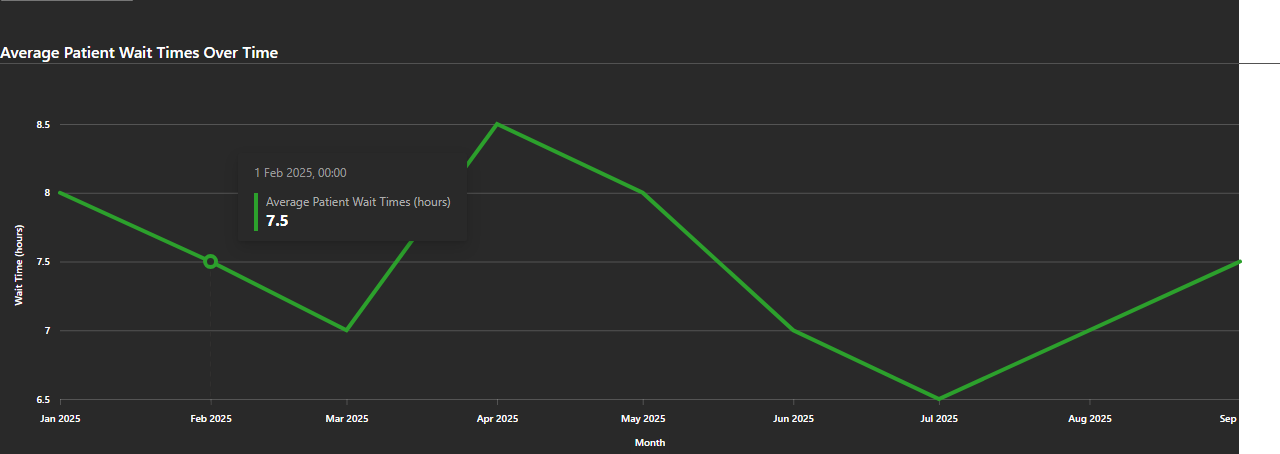 Average Patient Wait Times Over Time
8.5
1 Feb 2025, 00:00
Average Patient Wait Times (hours)
7.5
8
7.5
7
6.5
Wait Time (hours)
Jan 2025 Feb 2025 Mar 2025 Apr 2025 May 2025 Jun 2025 Jul 2025 Aug 2025 Sep
Month